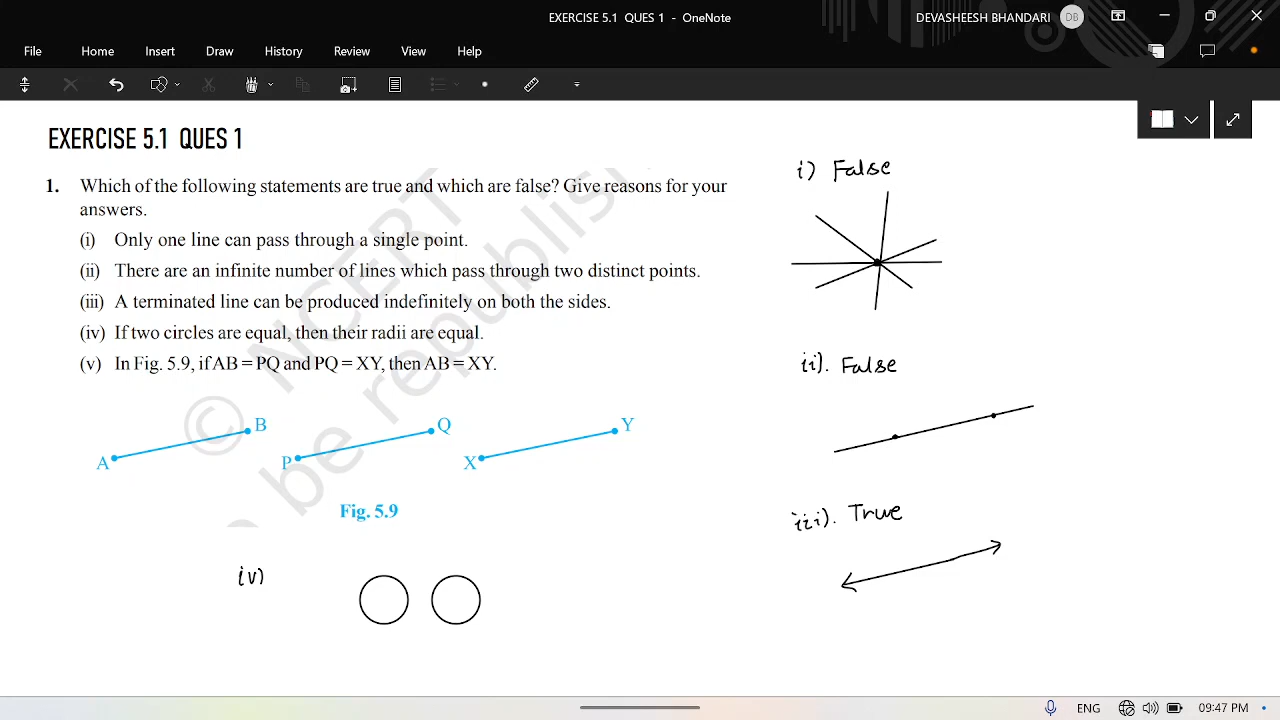 EXERCISE 5.1 QUES 1 - OneNote
DEVASHEESH BHANDARI DB
File Home Insert Draw History Review View Help
EXERCISE 5.1 QUES 1
1. Which of the following statements are true and which are false? Give reasons for your
answers.
(i) Only one line can pass through a single point.
(ii) There are an infinite number of lines which pass through two distinct points.
(iii) A terminated line can be produced indefinitely on both the sides.
(iv) If two circles are equal, then their radii are equal.
(v) In Fig. 5.9, if AB = PQ and PQ = XY, then AB = XY.
A B P Q X Y
Fig. 5.9
© NCERT
be republis
i) False
ii). False
iii). True
iv)
ENG 09:47 PM